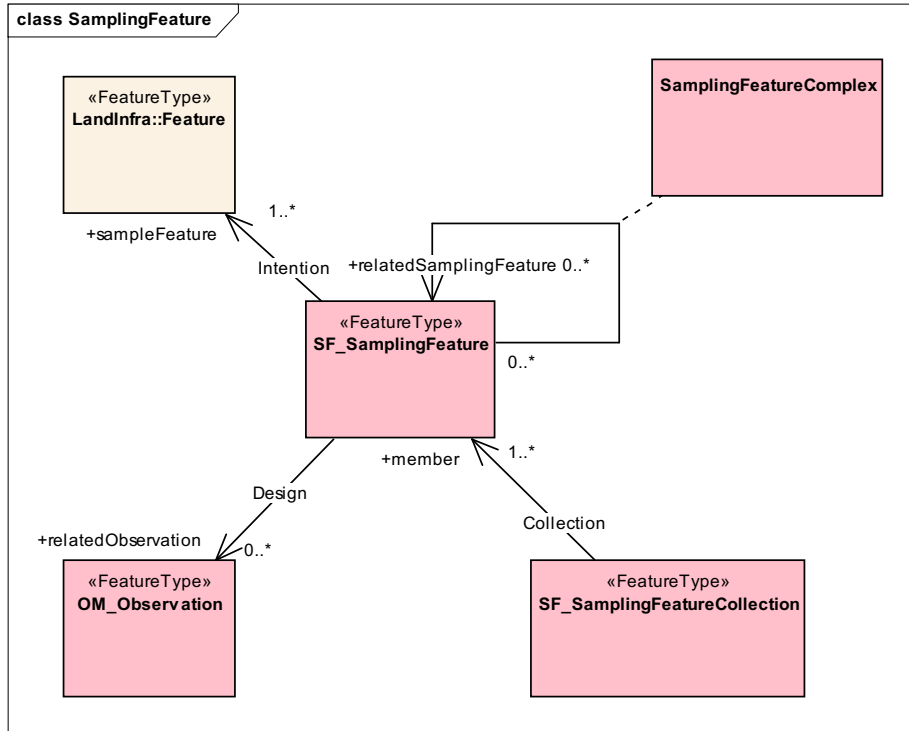 class SamplingFeature
«FeatureType»
LandInfra::Feature
SamplingFeatureComplex
1..*
+sampleFeature
Intention
+relatedSamplingFeature 0..*
«FeatureType»
SF_SamplingFeature
0..*
+member
1..*
Design
Collection
+relatedObservation
0..*
«FeatureType»
OM_Observation
«FeatureType»
SF_SamplingFeatureCollection